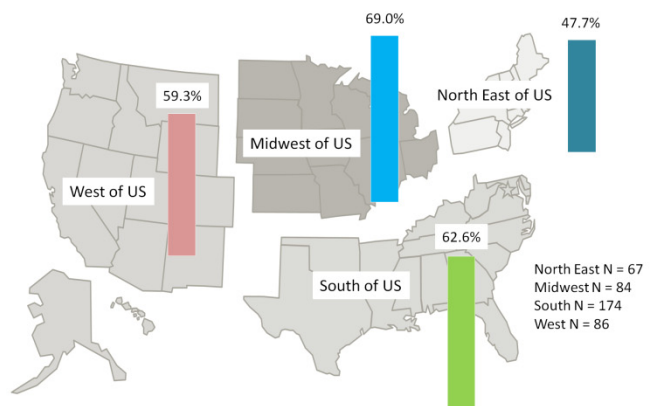 69.0%
47.7%
59.3%
North East of US
Midwest of US
West of US
62.6%
South of US
North East N = 67
Midwest N = 84
South N = 174
West N = 86